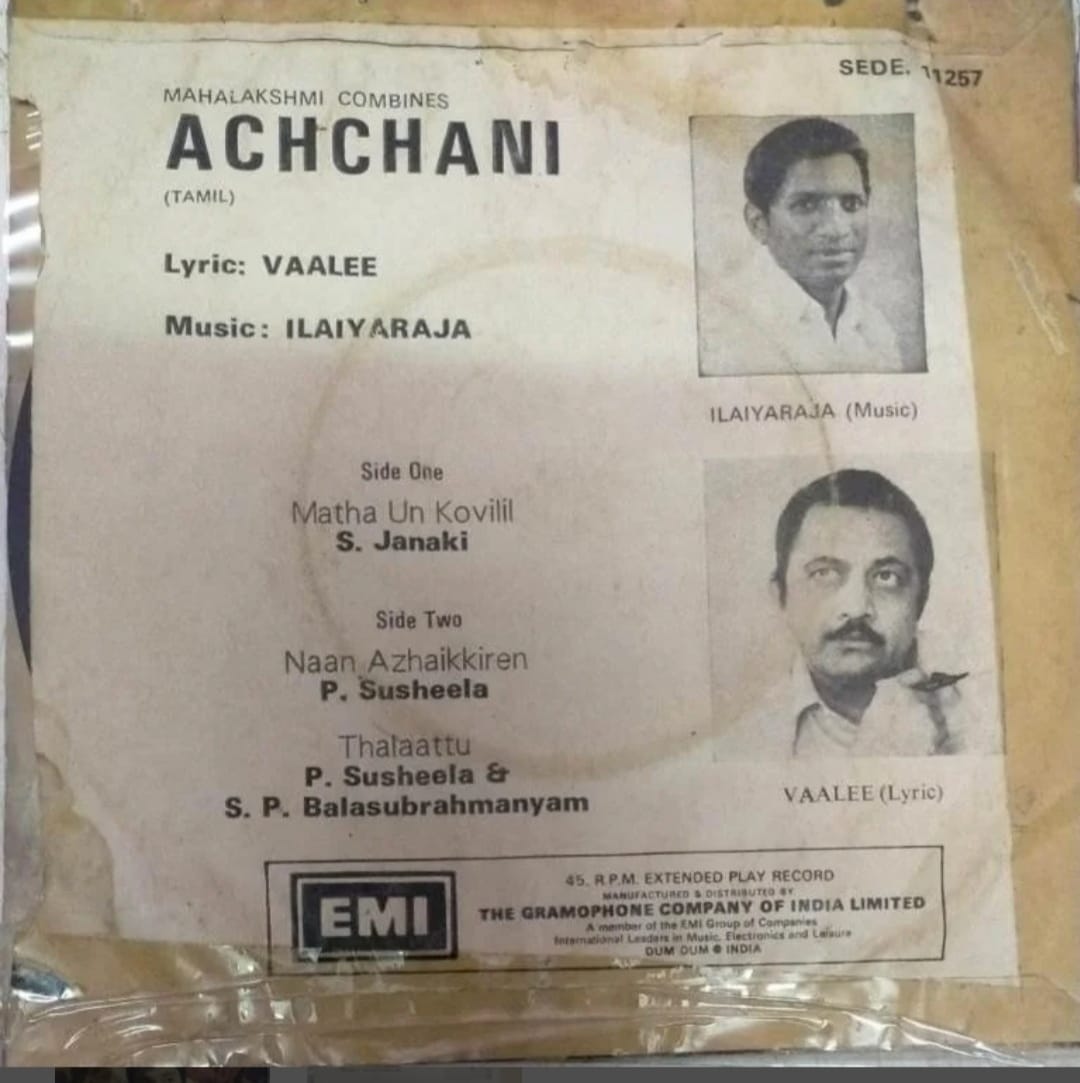 SEDE. 11257
MAHALAKSHMI COMBINES
ACHCHANI
(TAMIL)
Lyric: VAALEE
Music: ILAIYARAJA
ILAIYARAJA (Music)
Side One
Matha Un Kovilil
S. Janaki
Side Two
Naan Azhaikkiren
P. Susheela
Thalaattu
P. Susheela &
S. P. Balasubrahmanyam
VAALEE (Lyric)
EMI
45. R.P.M. EXTENDED PLAY RECORD
MANUFACTURED & DISTRIBUTED BY
THE GRAMOPHONE COMPANY OF INDIA LIMITED
A member of the EMI Group of Companies
International Leaders in Music, Electronics and Leisure
DUM DUM ● INDIA